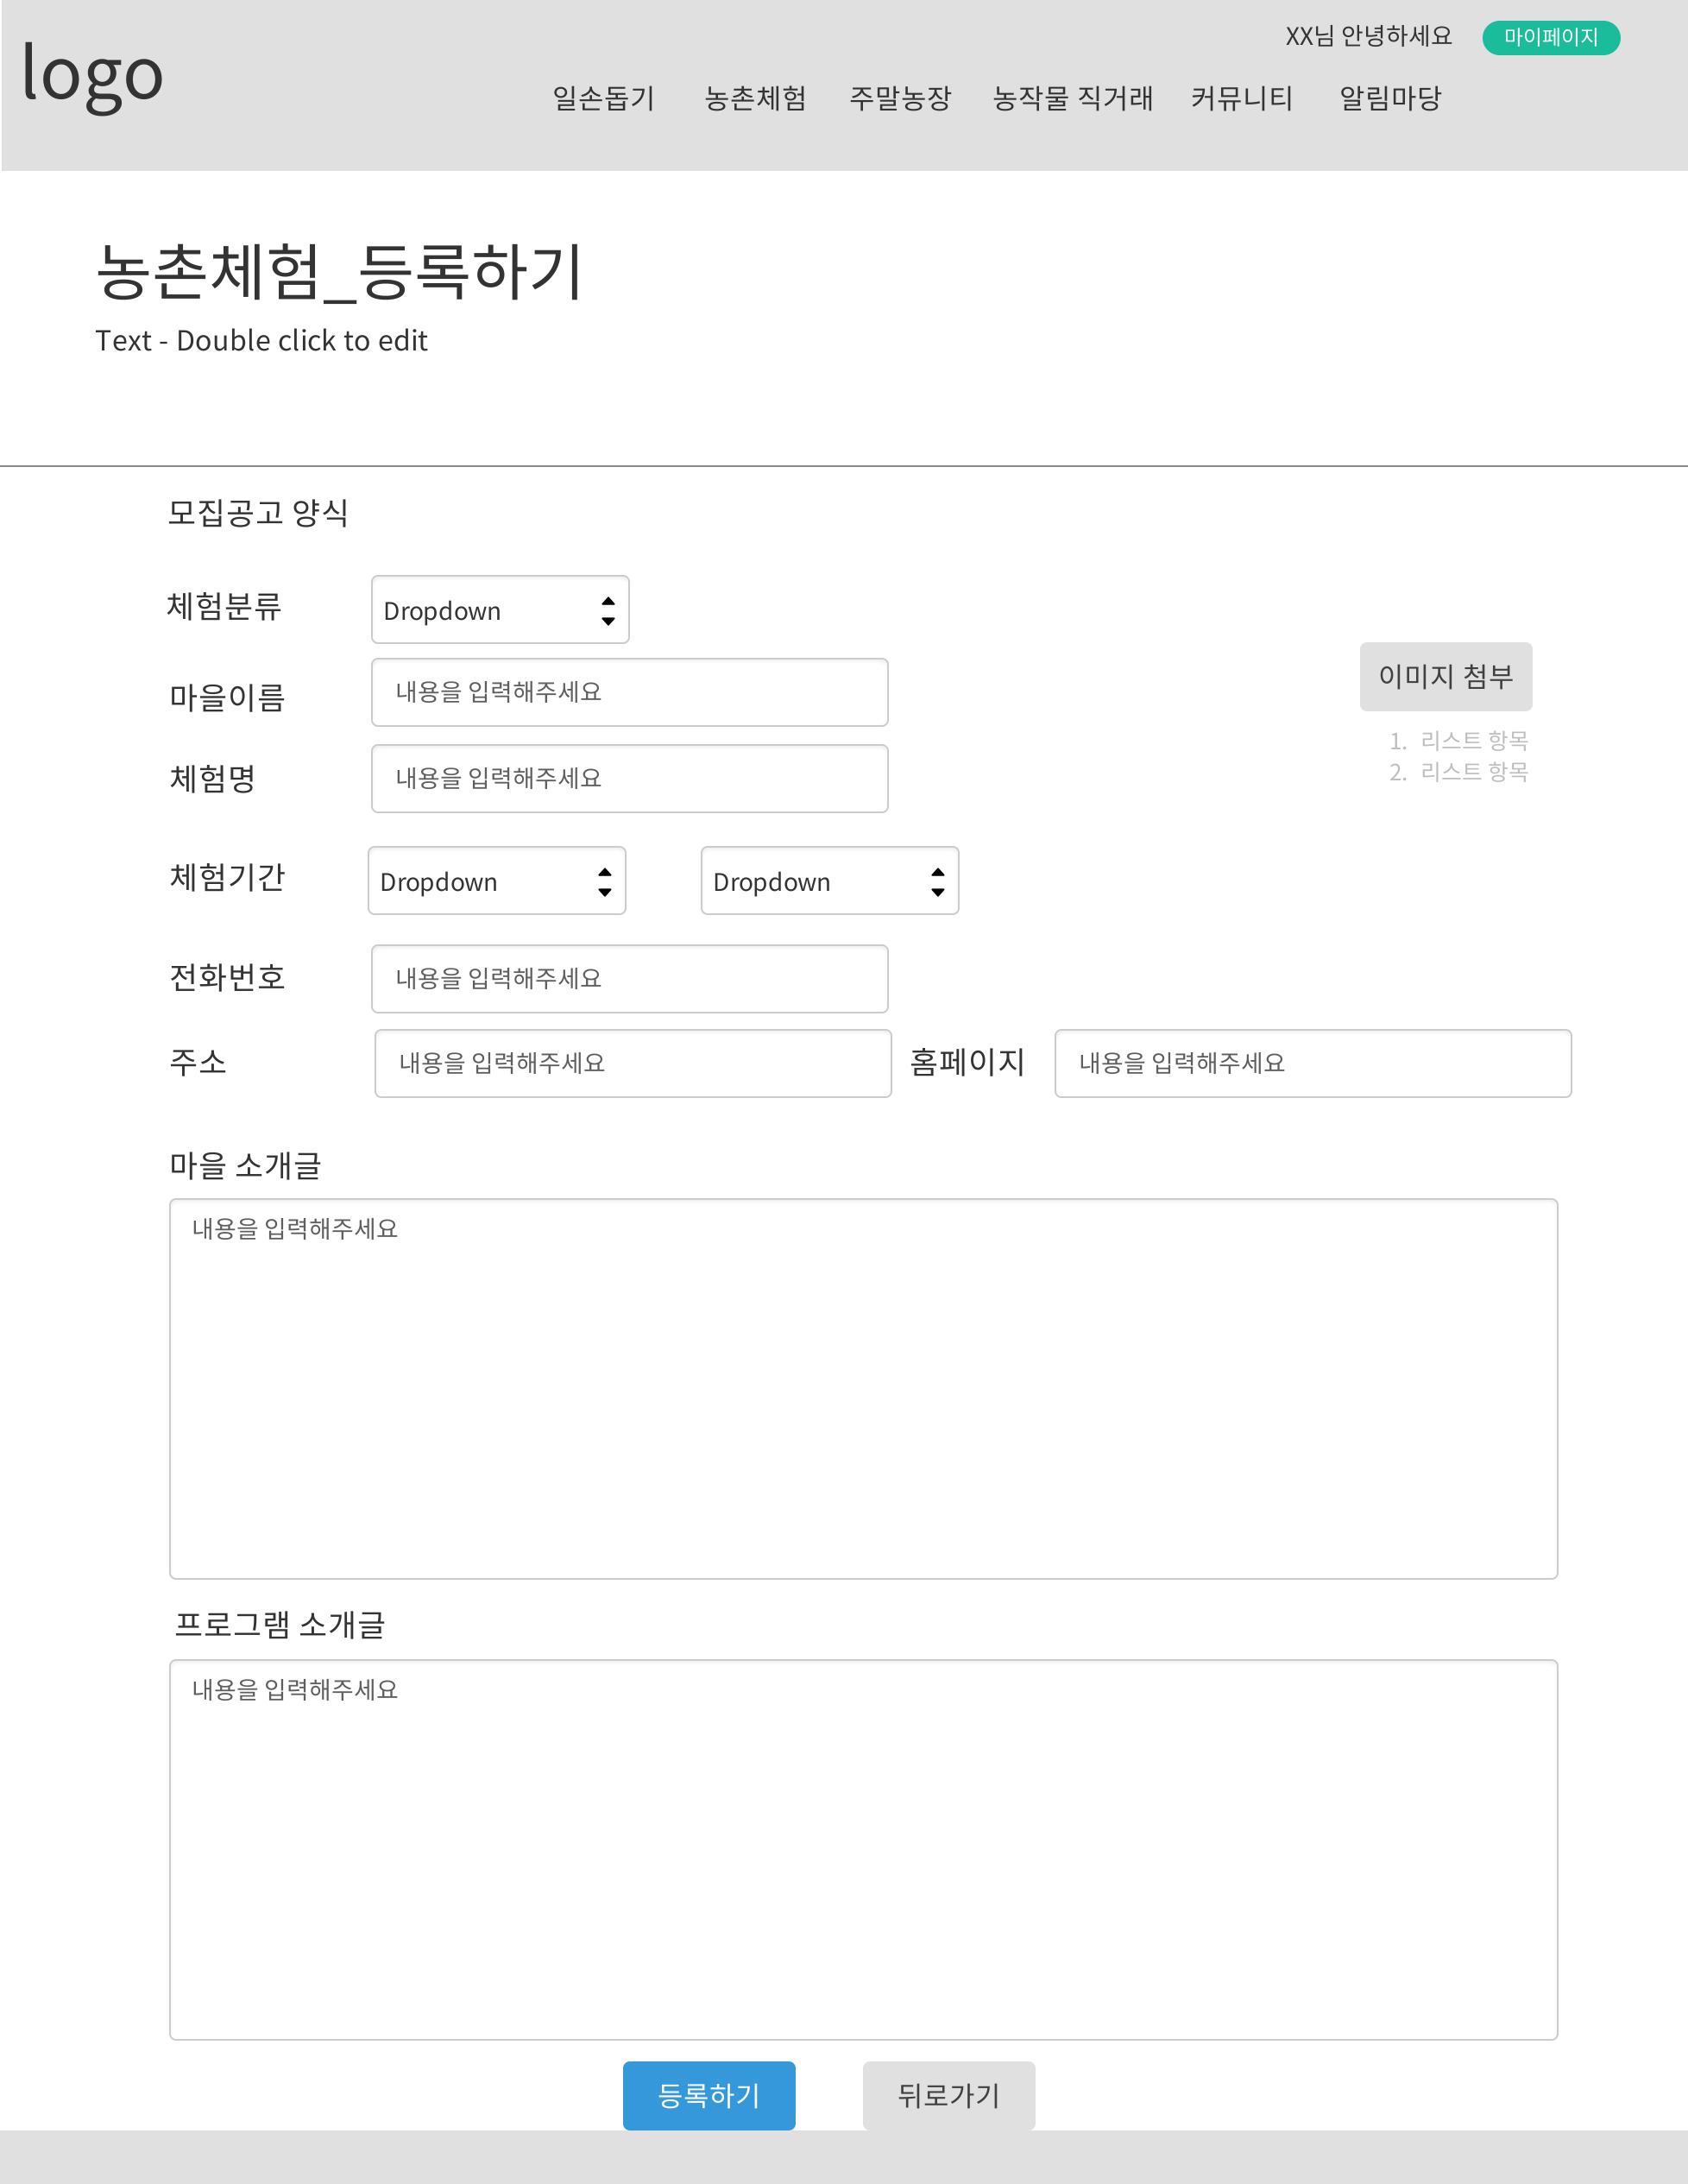 logo
XX님 안녕하세요
마이페이지
일손돕기 농촌체험 주말농장 농작물 직거래 커뮤니티 알림마당
농촌체험_등록하기
Text - Double click to edit
모집공고 양식
체험분류 Dropdown
마을이름 내용을 입력해주세요
이미지 첨부
1. 리스트 항목
2. 리스트 항목
체험명 내용을 입력해주세요
체험기간 Dropdown Dropdown
전화번호 내용을 입력해주세요
주소 내용을 입력해주세요 홈페이지 내용을 입력해주세요
마을 소개글
내용을 입력해주세요
프로그램 소개글
내용을 입력해주세요
등록하기 뒤로가기